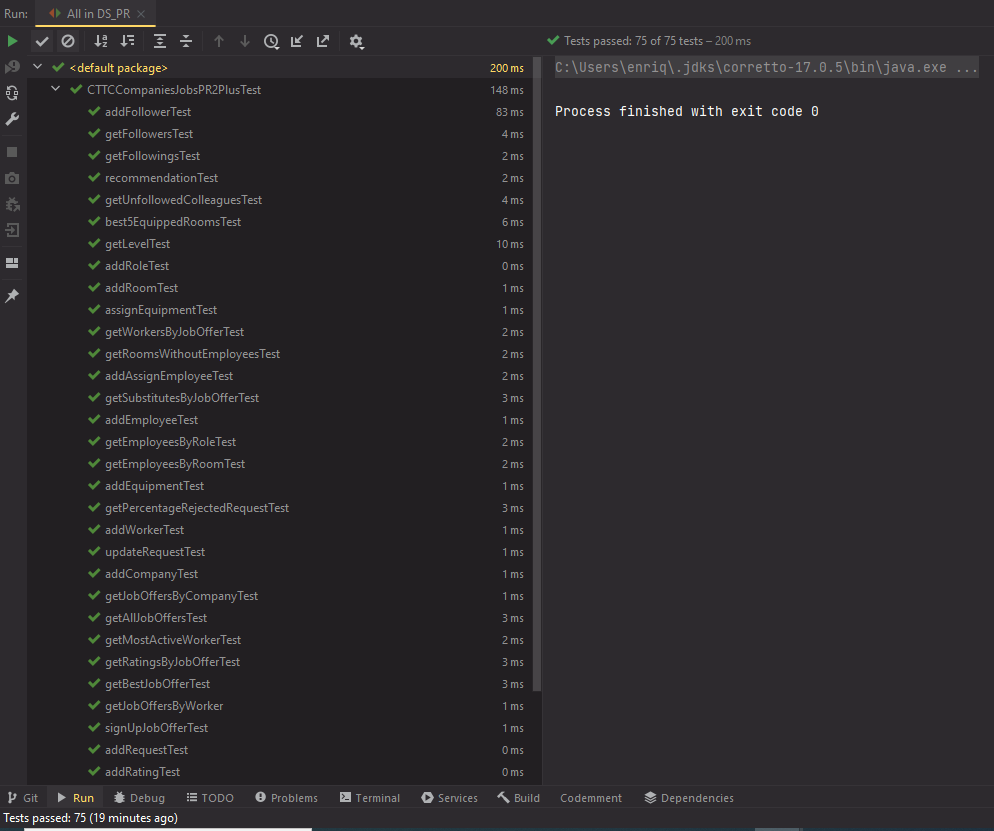 Run: All in DS_PR
Tests passed: 75 of 75 tests – 200 ms
<default package> 200 ms
CTTCCompaniesJobsPR2PlusTest 148 ms
addFollowerTest 83 ms
getFollowersTest 4 ms
getFollowingsTest 2 ms
recommendationTest 2 ms
getUnfollowedColleaguesTest 4 ms
best5EquippedRoomsTest 6 ms
getLevelTest 10 ms
addRoleTest 0 ms
addRoomTest 1 ms
assignEquipmentTest 1 ms
getWorkersByJobOfferTest 2 ms
getRoomsWithoutEmployeesTest 2 ms
addAssignEmployeeTest 2 ms
getSubstitutesByJobOfferTest 3 ms
addEmployeeTest 1 ms
getEmployeesByRoleTest 2 ms
getEmployeesByRoomTest 2 ms
addEquipmentTest 1 ms
getPercentageRejectedRequestTest 3 ms
addWorkerTest 1 ms
updateRequestTest 1 ms
addCompanyTest 1 ms
getJobOffersByCompanyTest 1 ms
getAllJobOffersTest 3 ms
getMostActiveWorkerTest 2 ms
getRatingsByJobOfferTest 3 ms
getBestJobOfferTest 3 ms
getJobOffersByWorker 1 ms
signUpJobOfferTest 1 ms
addRequestTest 0 ms
addRatingTest 0 ms
C:\Users\enriq\.jdks\corretto-17.0.5\bin\java.exe ...
Process finished with exit code 0
Git Run Debug TODO Problems Terminal Services Build Codemment Dependencies
Tests passed: 75 (19 minutes ago)